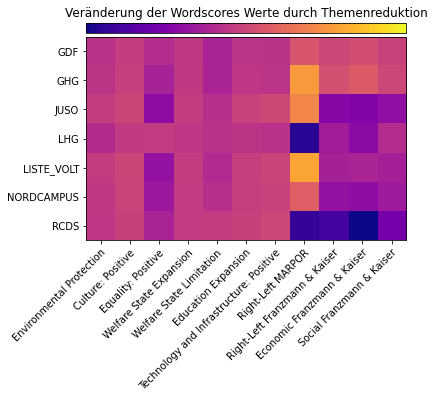 Veränderung der Wordscores Werte durch Themenreduktion
GDF
GHG
JUSO
LHG
LISTE_VOLT
NORDCAMPUS
RCDS
Environmental Protection
Culture: Positive
Equality: Positive
Welfare State Expansion
Welfare State Limitation
Education Expansion
Technology and Infrastructure: Positive
Right-Left MARPOR
Right-Left Franzmann & Kaiser
Economic Franzmann & Kaiser
Social Franzmann & Kaiser